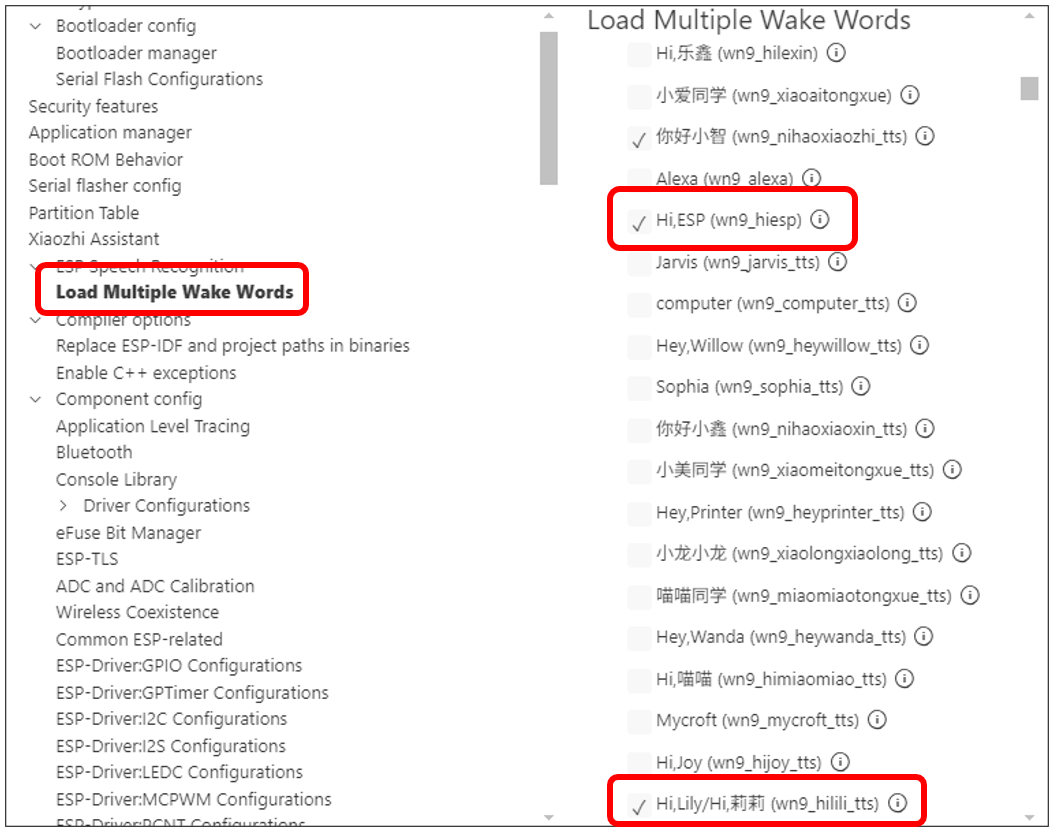 Bootloader config
Bootloader manager
Serial Flash Configurations
Security features
Application manager
Boot ROM Behavior
Serial flasher config
Partition Table
Xiaozhi Assistant
ESP Speech Recognition
Load Multiple Wake Words
Compiler options
Replace ESP-IDF and project paths in binaries
Enable C++ exceptions
Component config
Application Level Tracing
Bluetooth
Console Library
Driver Configurations
eFuse Bit Manager
ESP-TLS
ADC and ADC Calibration
Wireless Coexistence
Common ESP-related
ESP-Driver:GPIO Configurations
ESP-Driver:GPTimer Configurations
ESP-Driver:I2C Configurations
ESP-Driver:I2S Configurations
ESP-Driver:LEDC Configurations
ESP-Driver:MCPWM Configurations
ESP-Driver:PCNT Configurations
Load Multiple Wake Words
Hi,乐鑫 (wn9_hilexin)
小爱同学 (wn9_xiaoaitongxue)
你好小智 (wn9_nihaoxiaozhi_tts)
Alexa (wn9_alexa)
Hi,ESP (wn9_hiesp)
Jarvis (wn9_jarvis_tts)
computer (wn9_computer_tts)
Hey,Willow (wn9_heywillow_tts)
Sophia (wn9_sophia_tts)
你好小鑫 (wn9_nihaoxiaoxin_tts)
小美同学 (wn9_xiaomeitongxue_tts)
Hey,Printer (wn9_heyprinter_tts)
小龙小龙 (wn9_xiaolongxiaolong_tts)
喵喵同学 (wn9_miaomiaotongxue_tts)
Hey,Wanda (wn9_heywanda_tts)
Hi,喵喵 (wn9_himiaomiao_tts)
Mycroft (wn9_mycroft_tts)
Hi,Joy (wn9_hijoy_tts)
Hi,Lily/Hi,莉莉 (wn9_hilili_tts)